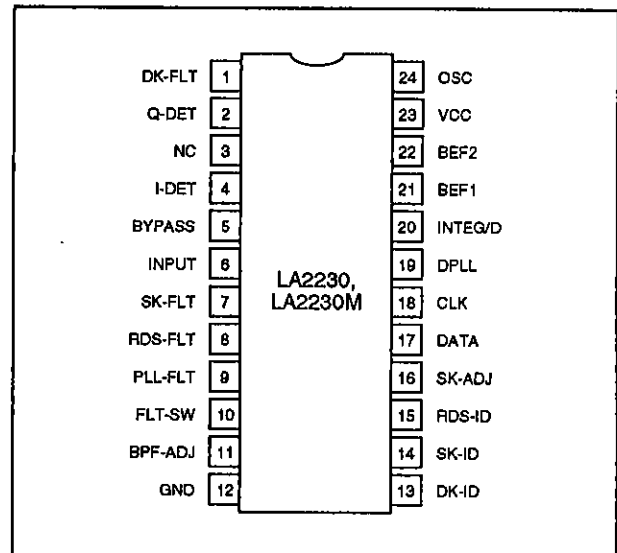 DK-FLT 1 24 OSC
Q-DET 2 23 VCC
NC 3 22 BEF2
I-DET 4 21 BEF1
BYPASS 5 20 INTEG/D
INPUT 6 19 DPLL
LA2230,
LA2230M
SK-FLT 7 18 CLK
RDS-FLT 8 17 DATA
PLL-FLT 9 16 SK-ADJ
FLT-SW 10 15 RDS-ID
BPF-ADJ 11 14 SK-ID
GND 12 13 DK-ID